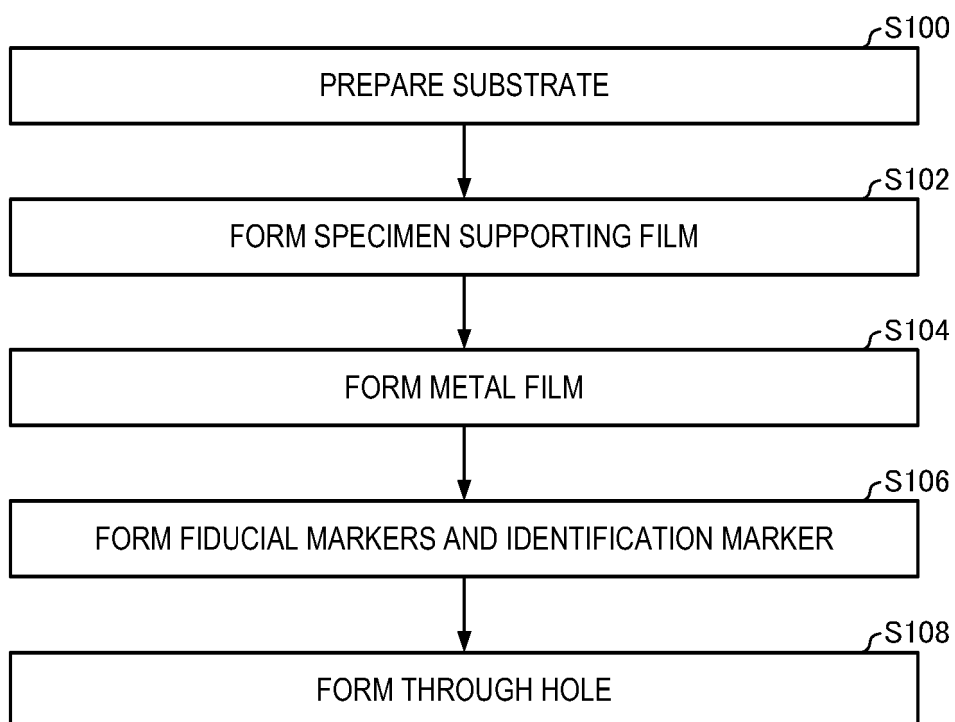 S100
PREPARE SUBSTRATE
S102
FORM SPECIMEN SUPPORTING FILM
S104
FORM METAL FILM
S106
FORM FIDUCIAL MARKERS AND IDENTIFICATION MARKER
S108
FORM THROUGH HOLE